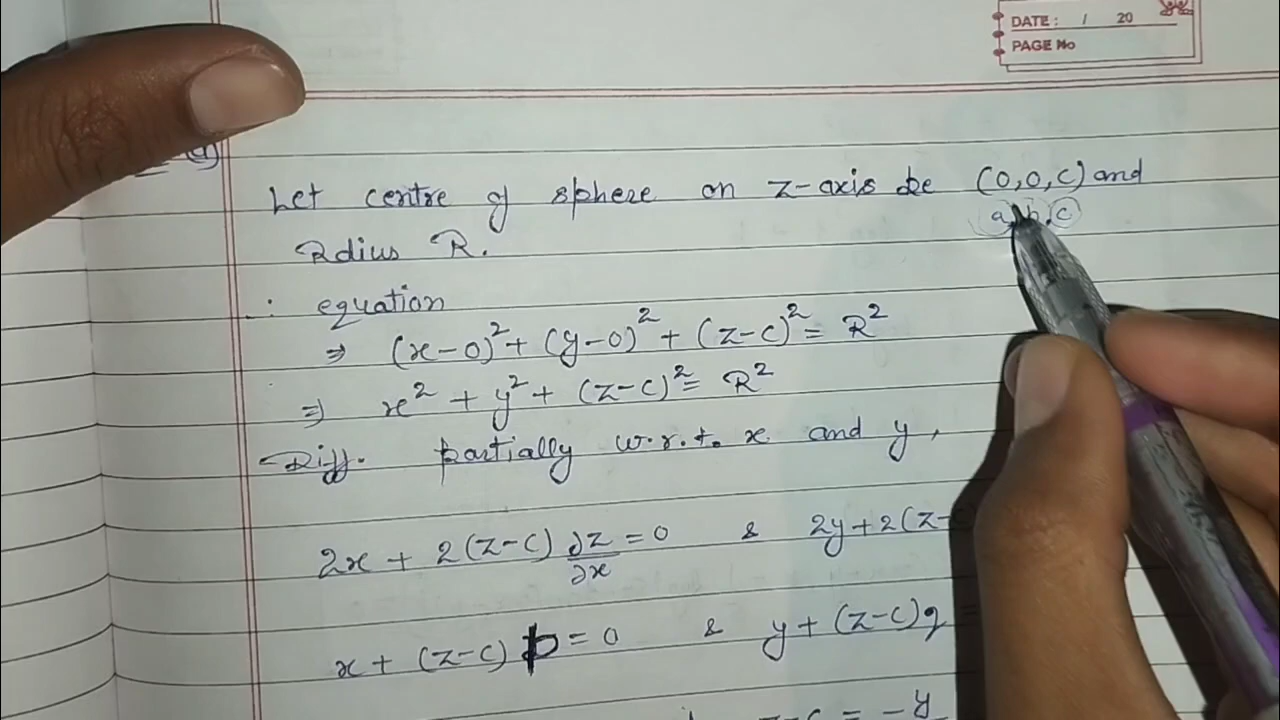 DATE: / 20
PAGE No
Let centre of sphere on z-axis be (0,0,c) and
a, b, c
Rdius R.
∴ equation
⇒ (x-0)² + (y-0)² + (z-c)² = R²
⇒ x² + y² + (z-c)² = R²
Diff. partially w.r.t. x and y,
2x + 2(z-c) ∂z/∂x = 0 & 2y + 2(z-
x + (z-c) p = 0 & y + (z-c)q
z-c = -y